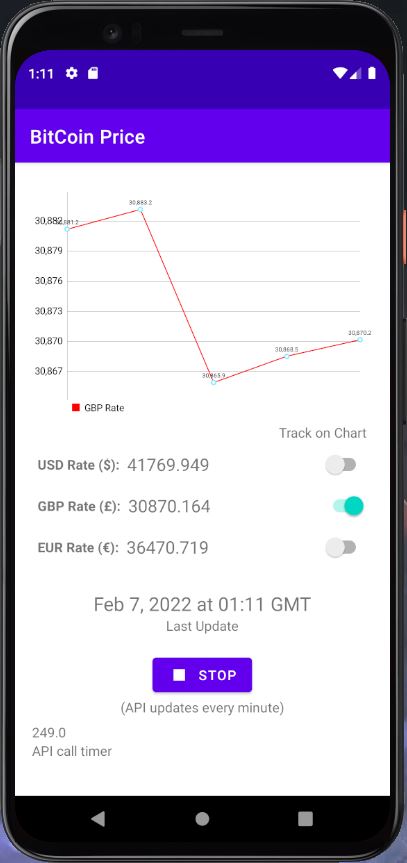 1:11
BitCoin Price
30,883.2
30,882
30,881.2
30,879
30,876
30,873
30,870.2
30,870
30,868.5
30,867
30,865.9
GBP Rate
Track on Chart
USD Rate ($): 41769.949
GBP Rate (£): 30870.164
EUR Rate (€): 36470.719
Feb 7, 2022 at 01:11 GMT
Last Update
STOP
(API updates every minute)
249.0
API call timer